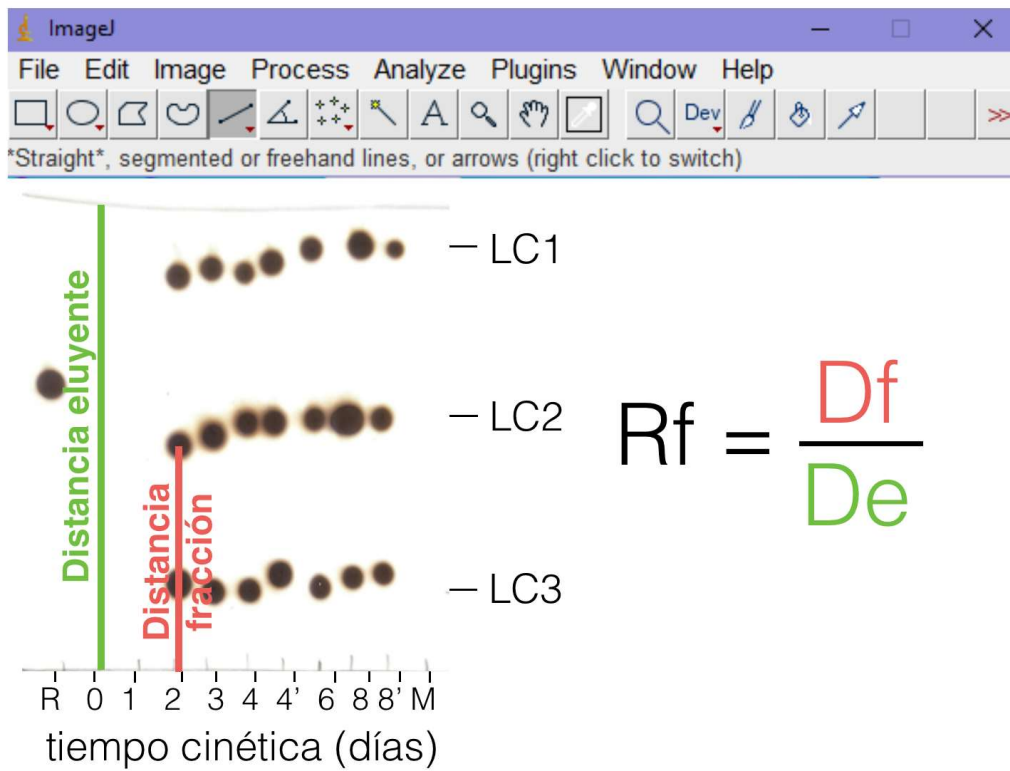 ImageJ
File Edit Image Process Analyze Plugins Window Help
A Dev >>
*Straight*, segmented or freehand lines, or arrows (right click to switch)
LC1
Distancia eluyente
LC2
Rf = Df
De
Distancia
fracción
LC3
R 0 1 2 3 4 4’ 6 8 8’ M
tiempo cinética (días)